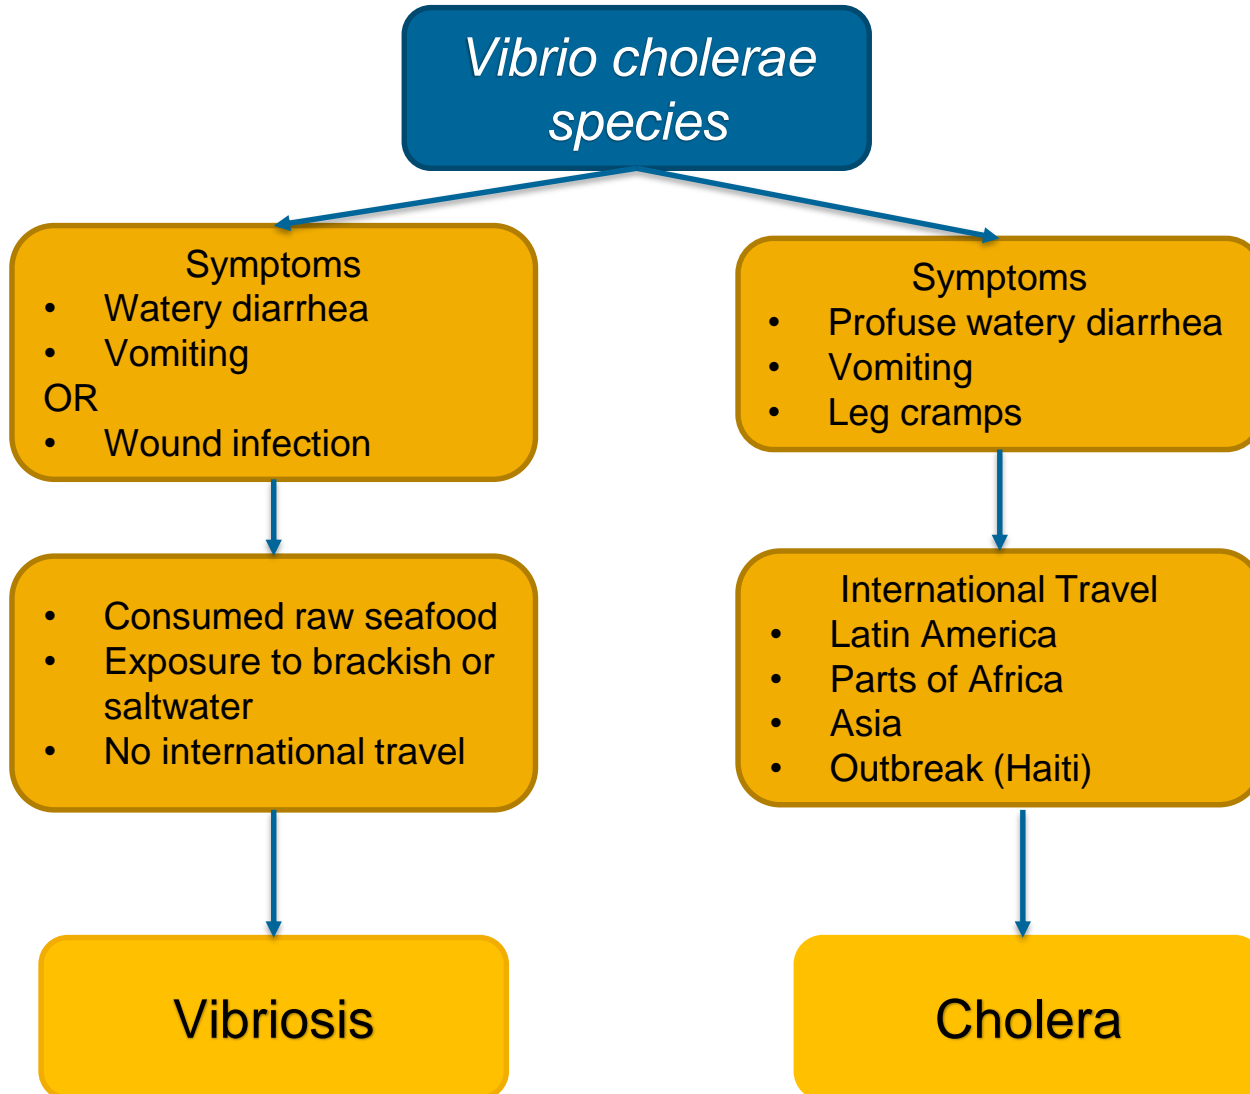 Vibrio cholerae
species
Symptoms
• Watery diarrhea
• Vomiting
OR
• Wound infection
• Consumed raw seafood
• Exposure to brackish or
saltwater
• No international travel
Vibriosis
Symptoms
• Profuse watery diarrhea
• Vomiting
• Leg cramps
International Travel
• Latin America
• Parts of Africa
• Asia
• Outbreak (Haiti)
Cholera